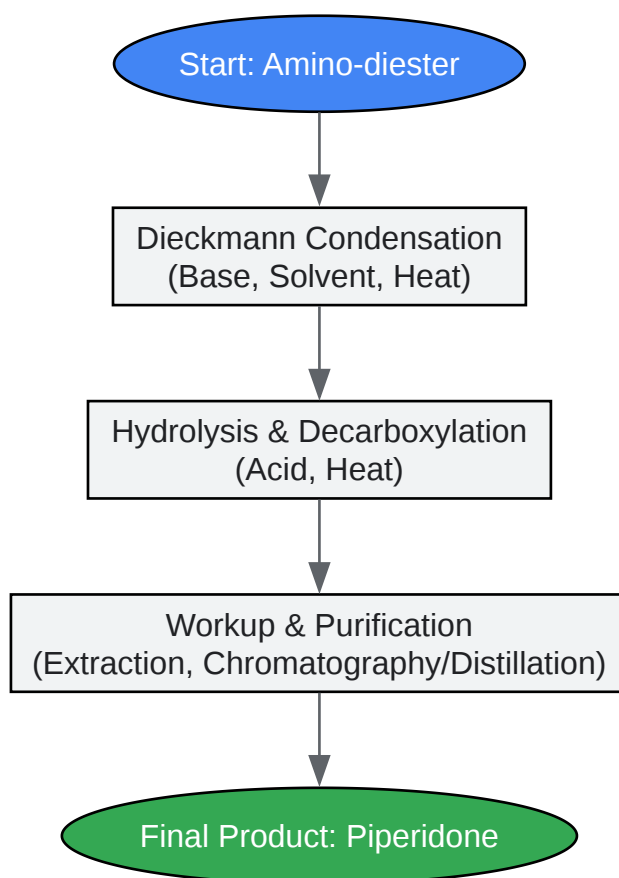 Start: Amino-diester
Dieckmann Condensation
(Base, Solvent, Heat)
Hydrolysis & Decarboxylation
(Acid, Heat)
Workup & Purification
(Extraction, Chromatography/Distillation)
Final Product: Piperidone